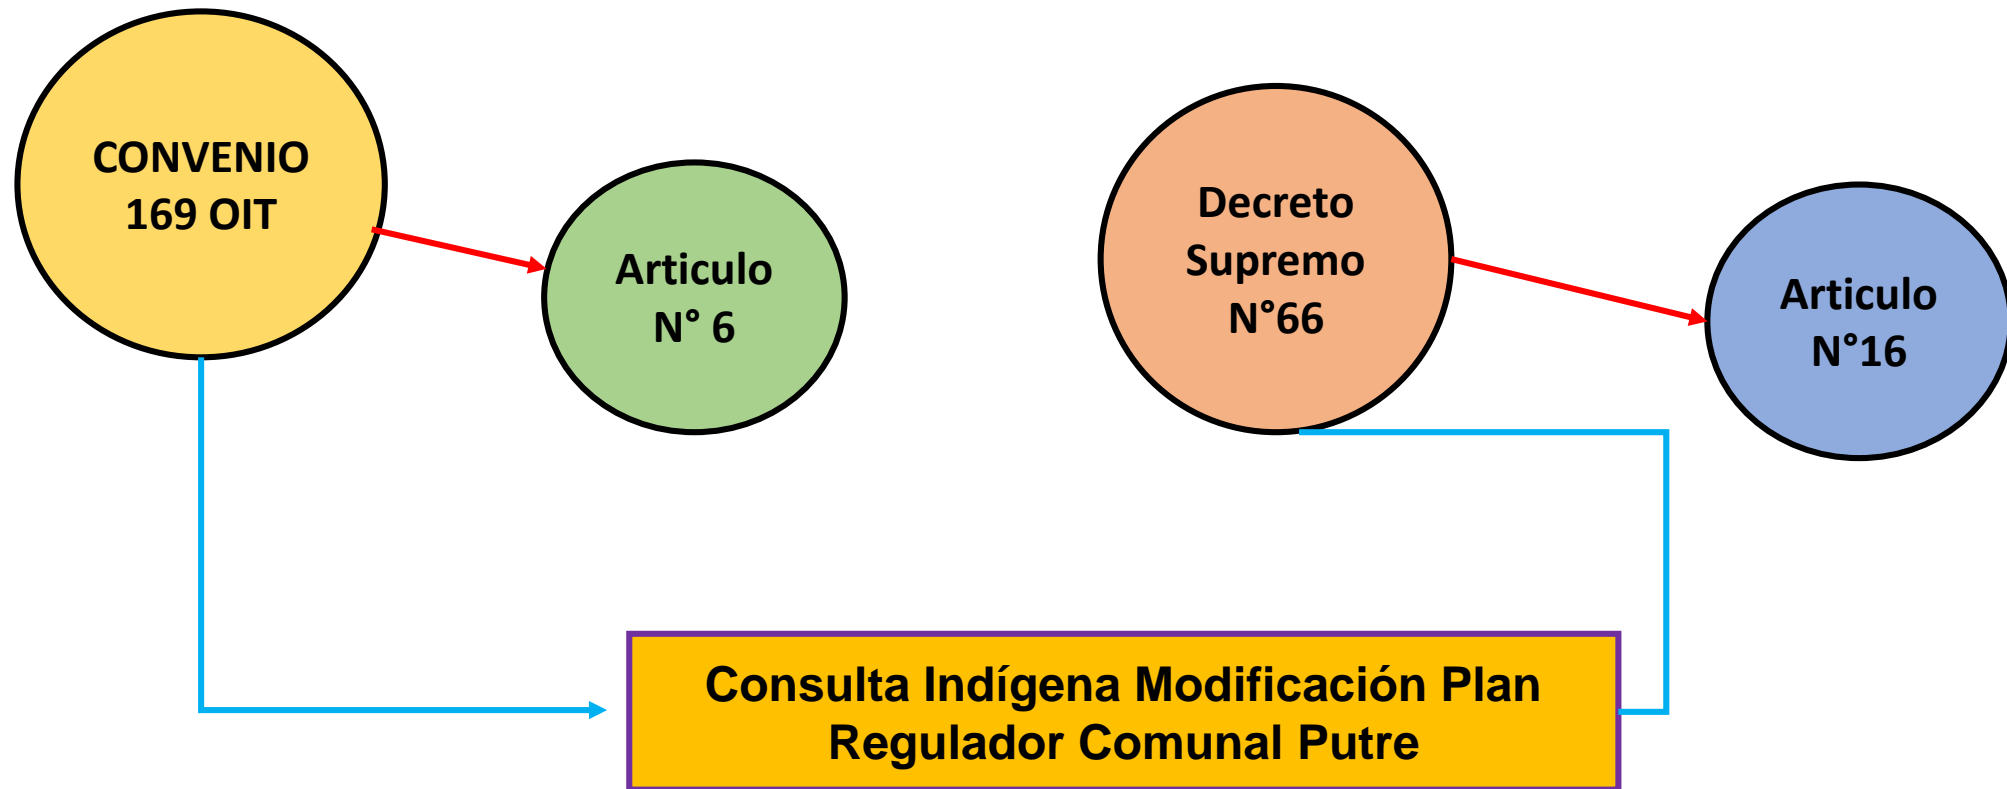 CONVENIO
169 OIT
Articulo
N° 6
Decreto
Supremo
N°66
Articulo
N°16
Consulta Indígena Modificación Plan
Regulador Comunal Putre